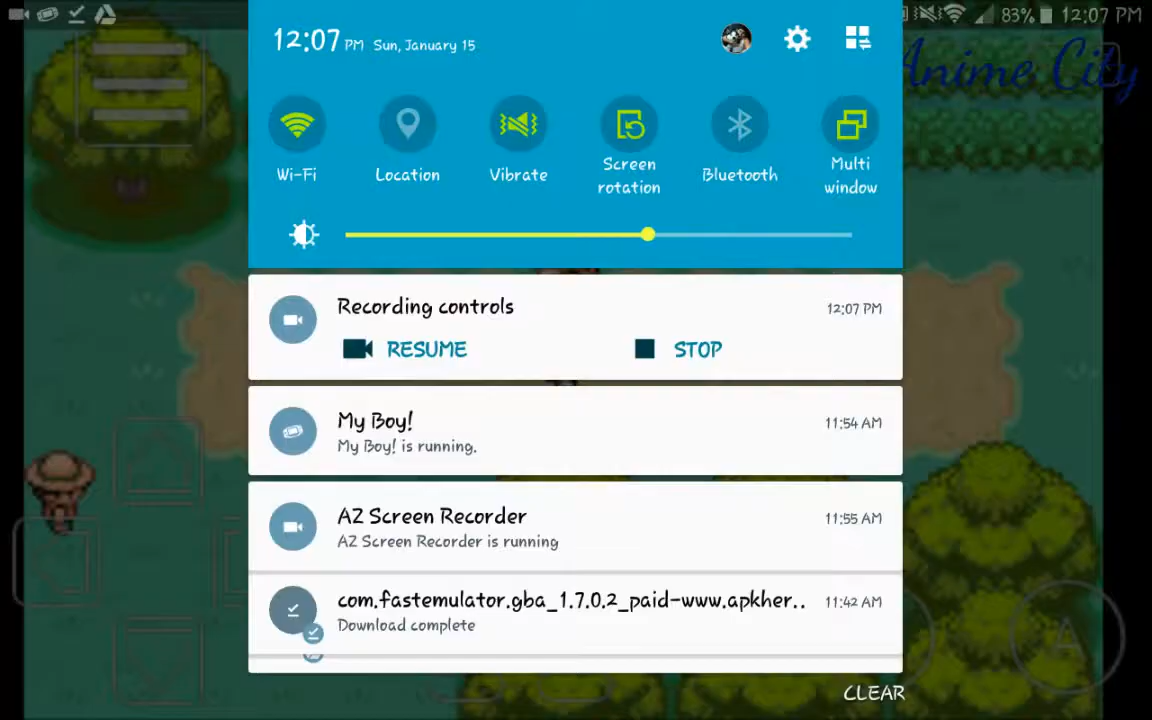 83% 12:07 PM
12:07 PM Sun, January 15
Anime City
Wi-Fi
Location
Vibrate
Screen rotation
Bluetooth
Multi window
Recording controls 12:07 PM
RESUME STOP
My Boy! 11:54 AM
My Boy! is running.
AZ Screen Recorder 11:55 AM
AZ Screen Recorder is running
com.fastemulator.gba_1.7.0.2_paid-www.apkher.. 11:42 AM
Download complete
CLEAR
A